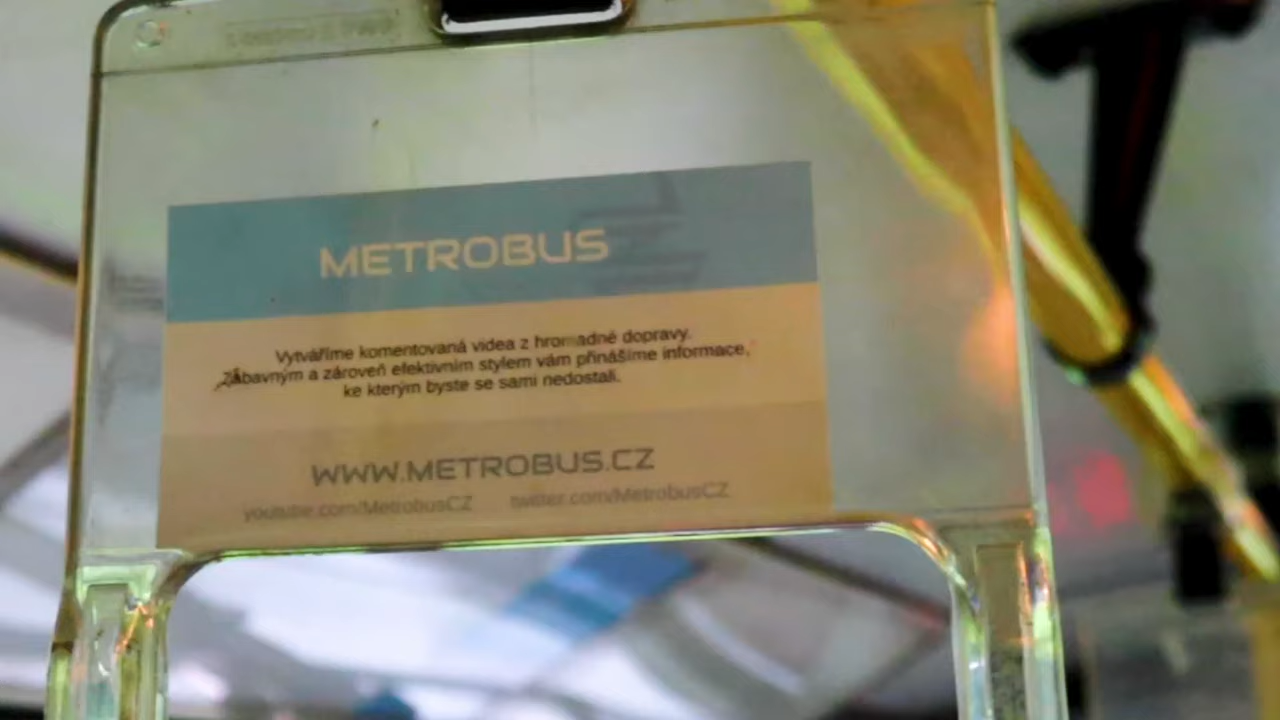 METROBUS
Vytváříme komentovaná videa z hromadné dopravy.
Zábavným a zároveň efektivním stylem vám přinášíme informace,
ke kterým byste se sami nedostali.
WWW.METROBUS.CZ
youtube.com/MetrobusCZ twitter.com/MetrobusCZ